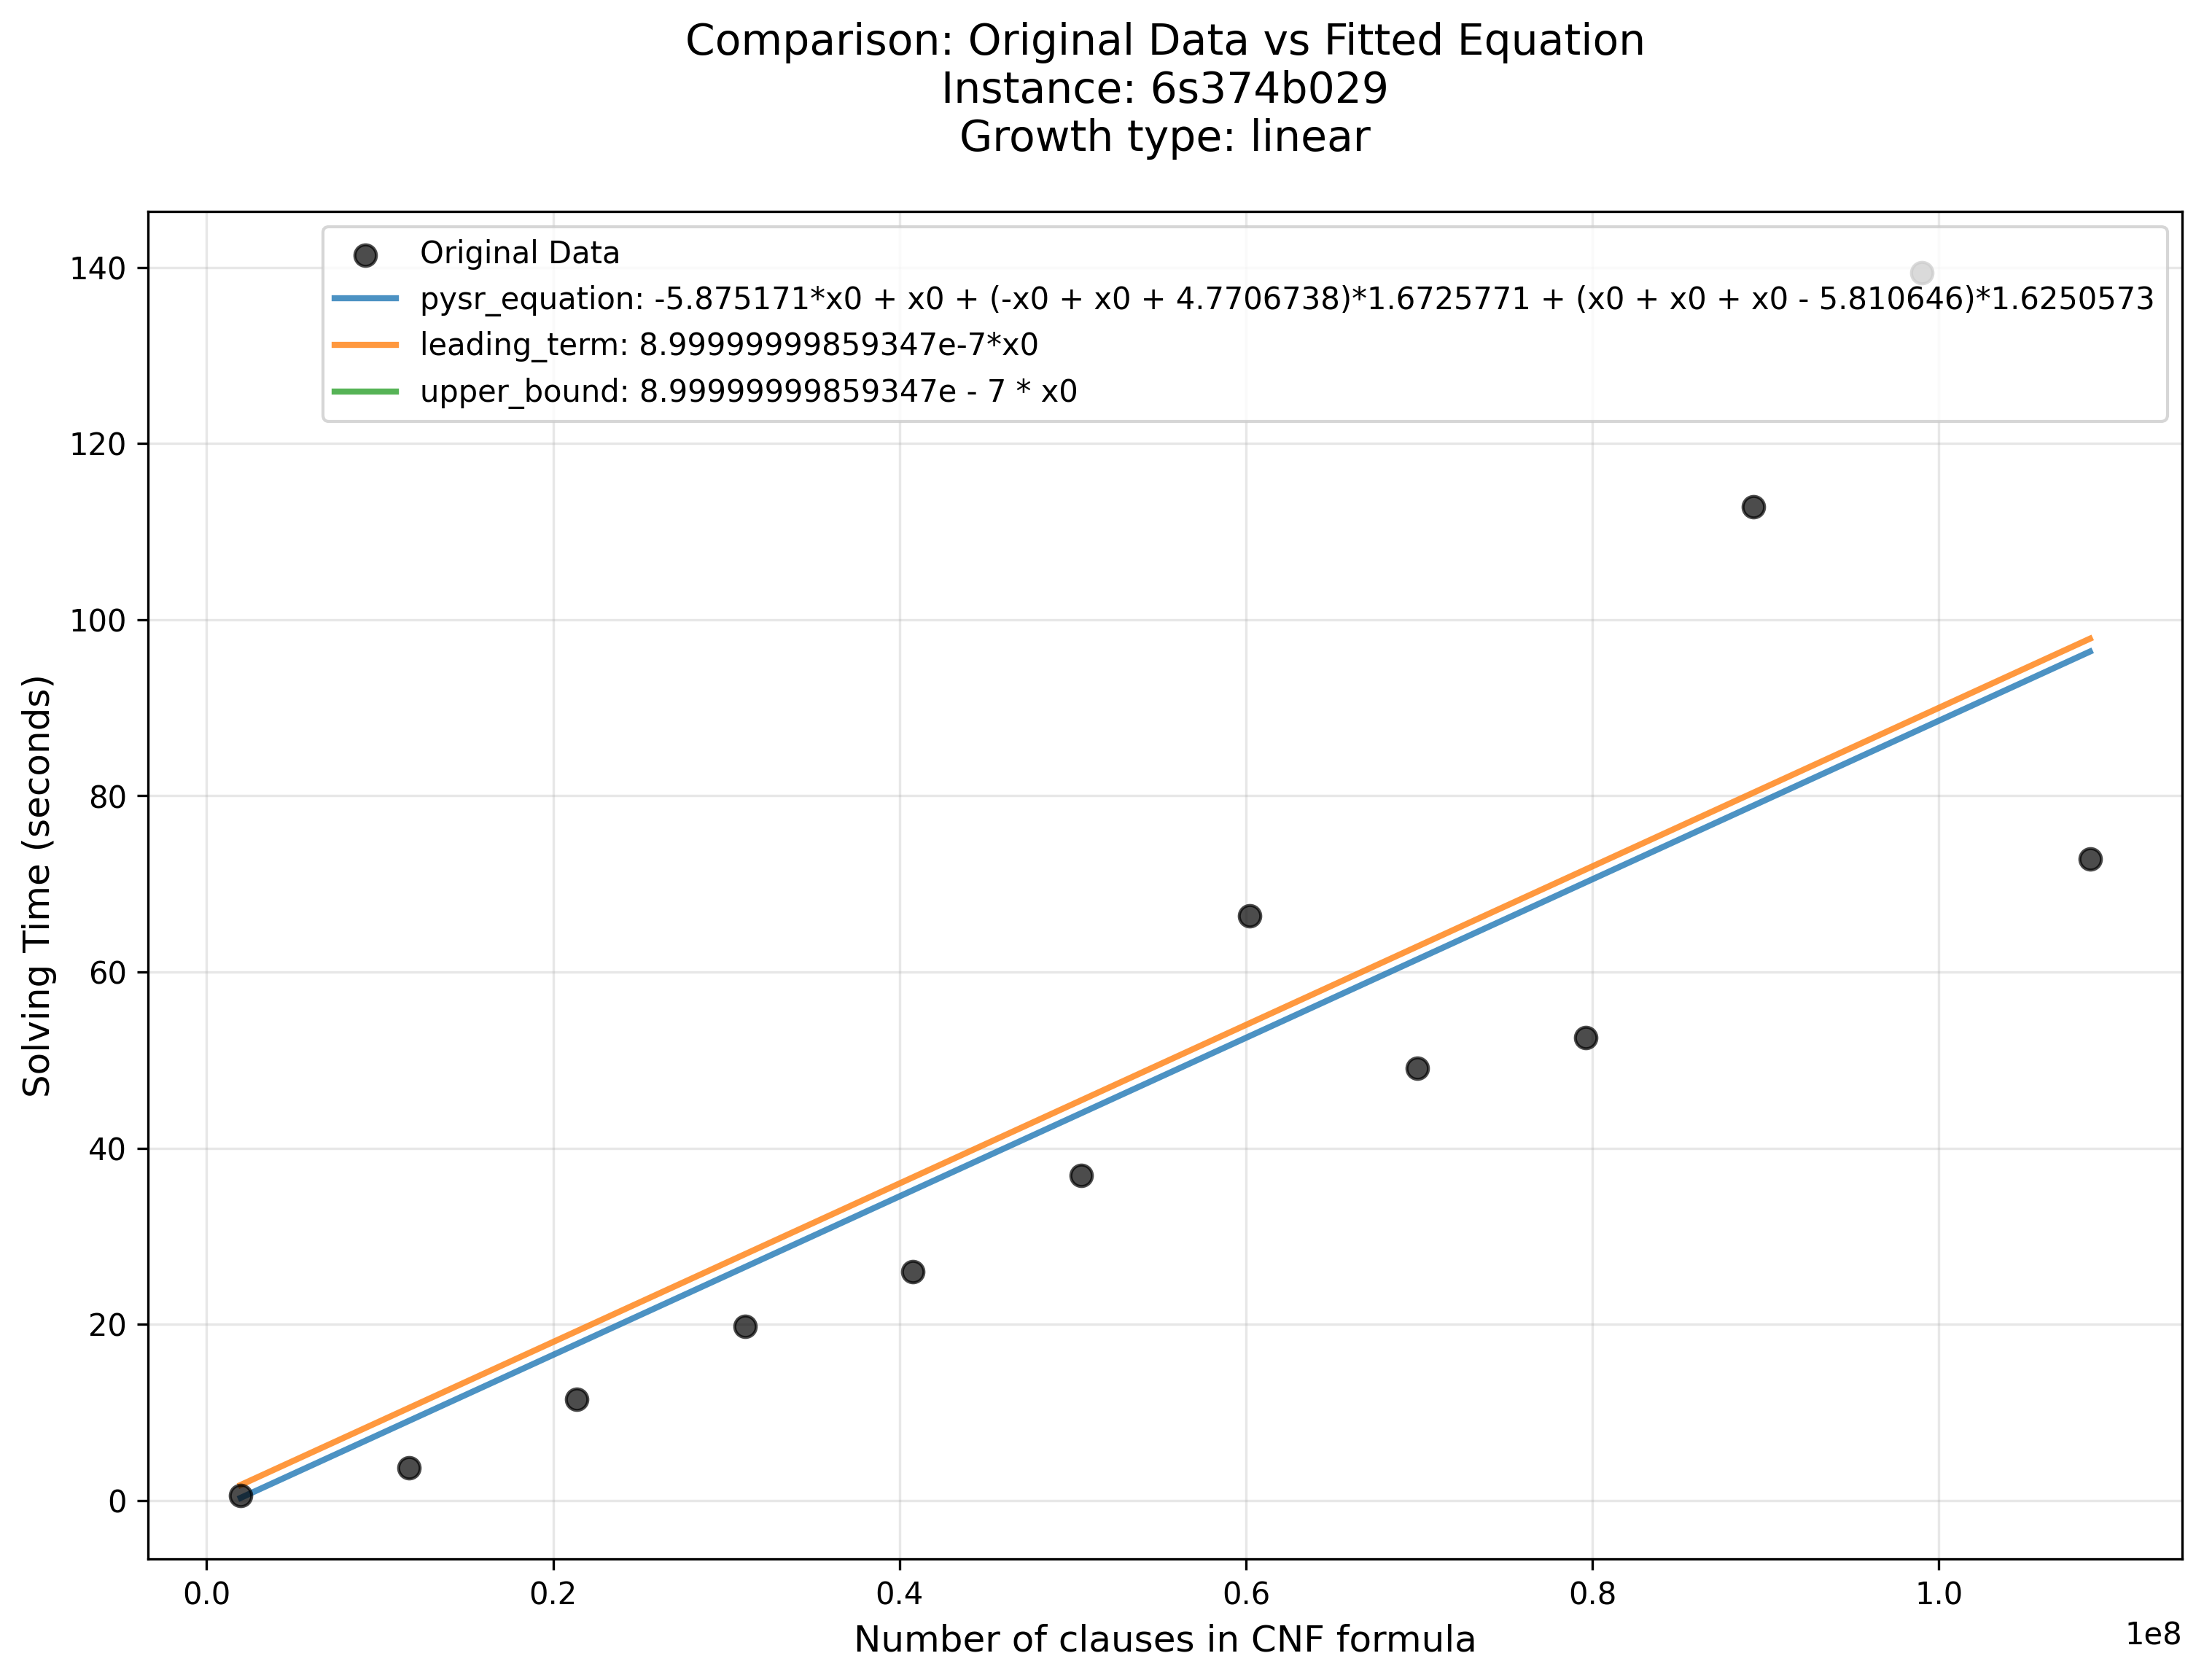 Comparison: Original Data vs Fitted Equation
Instance: 6s374b029
Growth type: linear
Original Data
pysr_equation: -5.875171*x0 + x0 + (-x0 + x0 + 4.7706738)*1.6725771 + (x0 + x0 + x0 - 5.810646)*1.6250573
leading_term: 8.99999999859347e-7*x0
upper_bound: 8.99999999859347e - 7 * x0
140
120
100
80
60
40
20
0
Solving Time (seconds)
0.0 0.2 0.4 0.6 0.8 1.0
1e8
Number of clauses in CNF formula